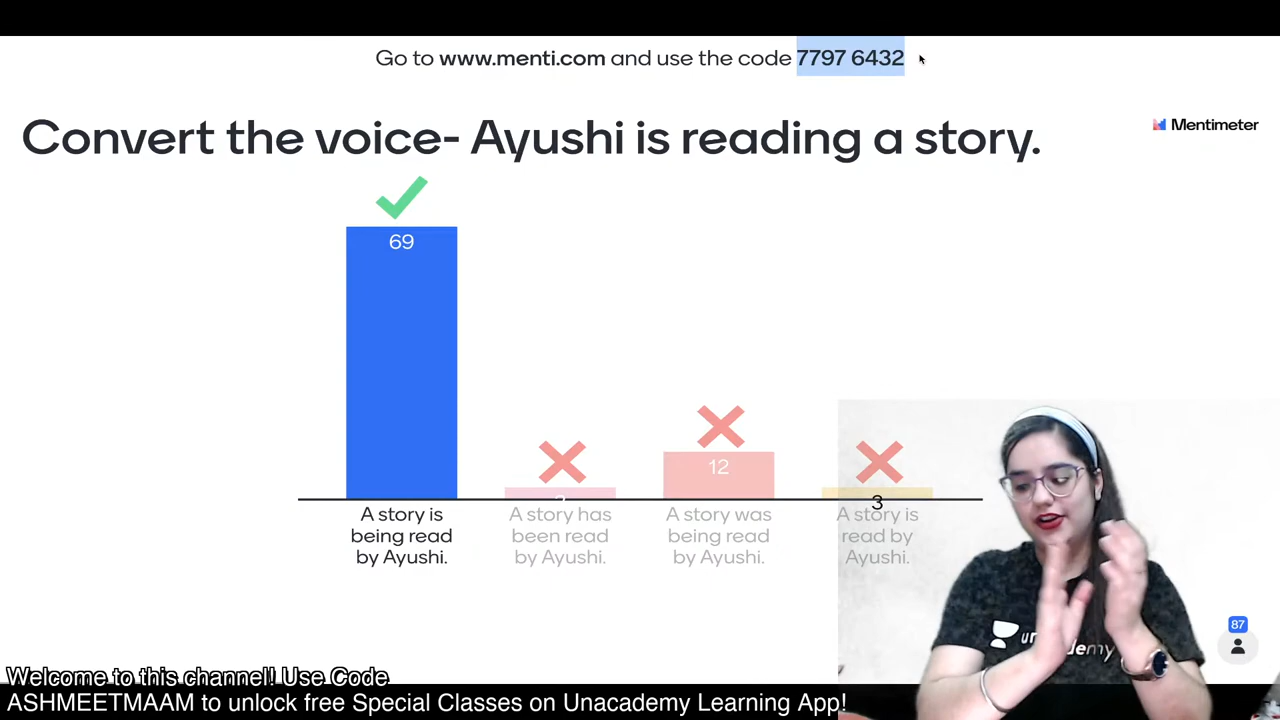 Go to www.menti.com and use the code 7797 6432
Convert the voice- Ayushi is reading a story.
Mentimeter
69
12
3
A story is
being read
by Ayushi.
A story has
been read
by Ayushi.
A story was
being read
by Ayushi.
A story is
read by
Ayushi.
87
Welcome to this channel! Use Code
ASHMEETMAAM to unlock free Special Classes on Unacademy Learning App!